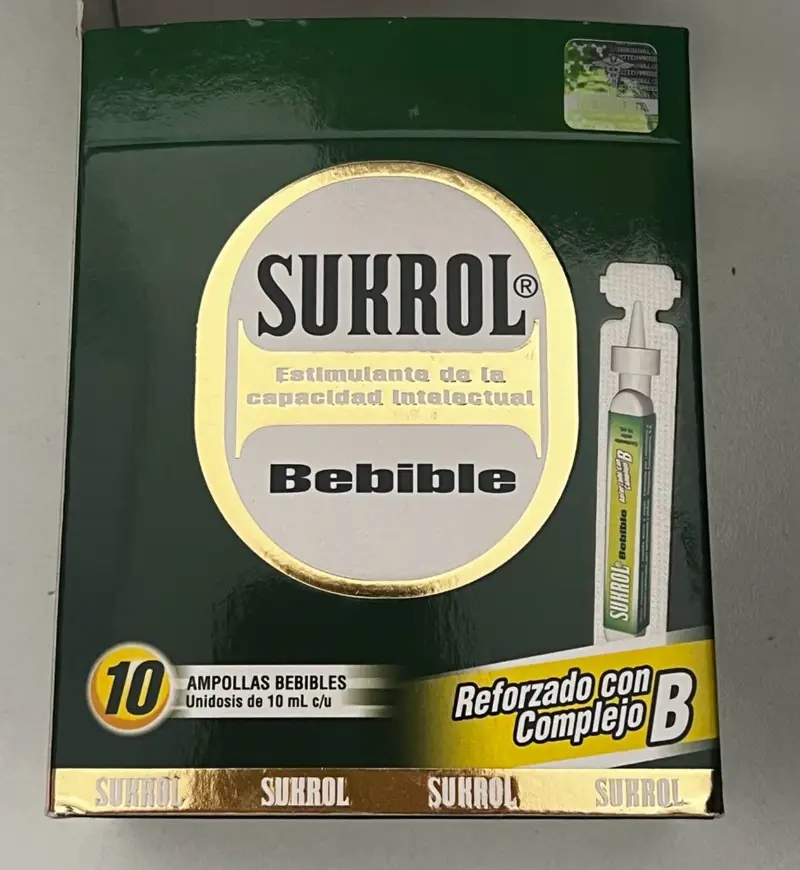 SUKROL®
Estimulante de la
capacidad intelectual
Bebible
SUKROL® Bebible
10
AMPOLLAS BEBIBLES
Unidosis de 10 mL c/u
Reforzado con
Complejo B
SUKROL SUKROL SUKROL SUKROL